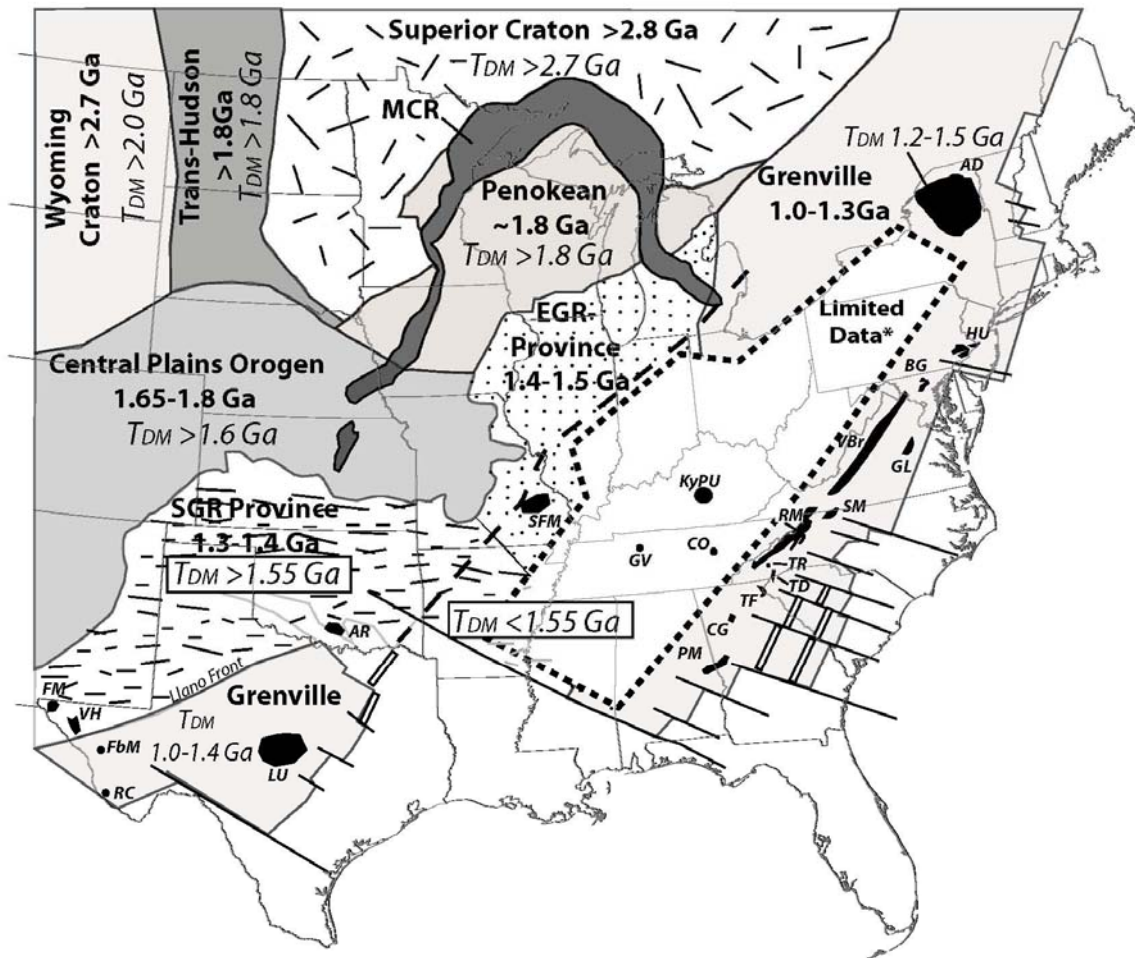 Superior Craton >2.8 Ga
TDM >2.7 Ga
Wyoming
Craton >2.7 Ga
TDM >2.0 Ga
Trans-Hudson
>1.8Ga
TDM >1.8 Ga
MCR
Penokean
~1.8 Ga
TDM >1.8 Ga
TDM 1.2-1.5 Ga
AD
Grenville
1.0-1.3Ga
Limited
Data*
HU
BG
VBr
GL
EGR-
Province
1.4-1.5 Ga
Central Plains Orogen
1.65-1.8 Ga
TDM >1.6 Ga
KyPU
SFM
SM
RM
GV
CO
TR
TD
TF
CG
PM
SGR Province
1.3-1.4 Ga
TDM >1.55 Ga
TDM <1.55 Ga
AR
Llano Front
FM
VH
FbM
RC
Grenville
TDM
1.0-1.4 Ga
LU